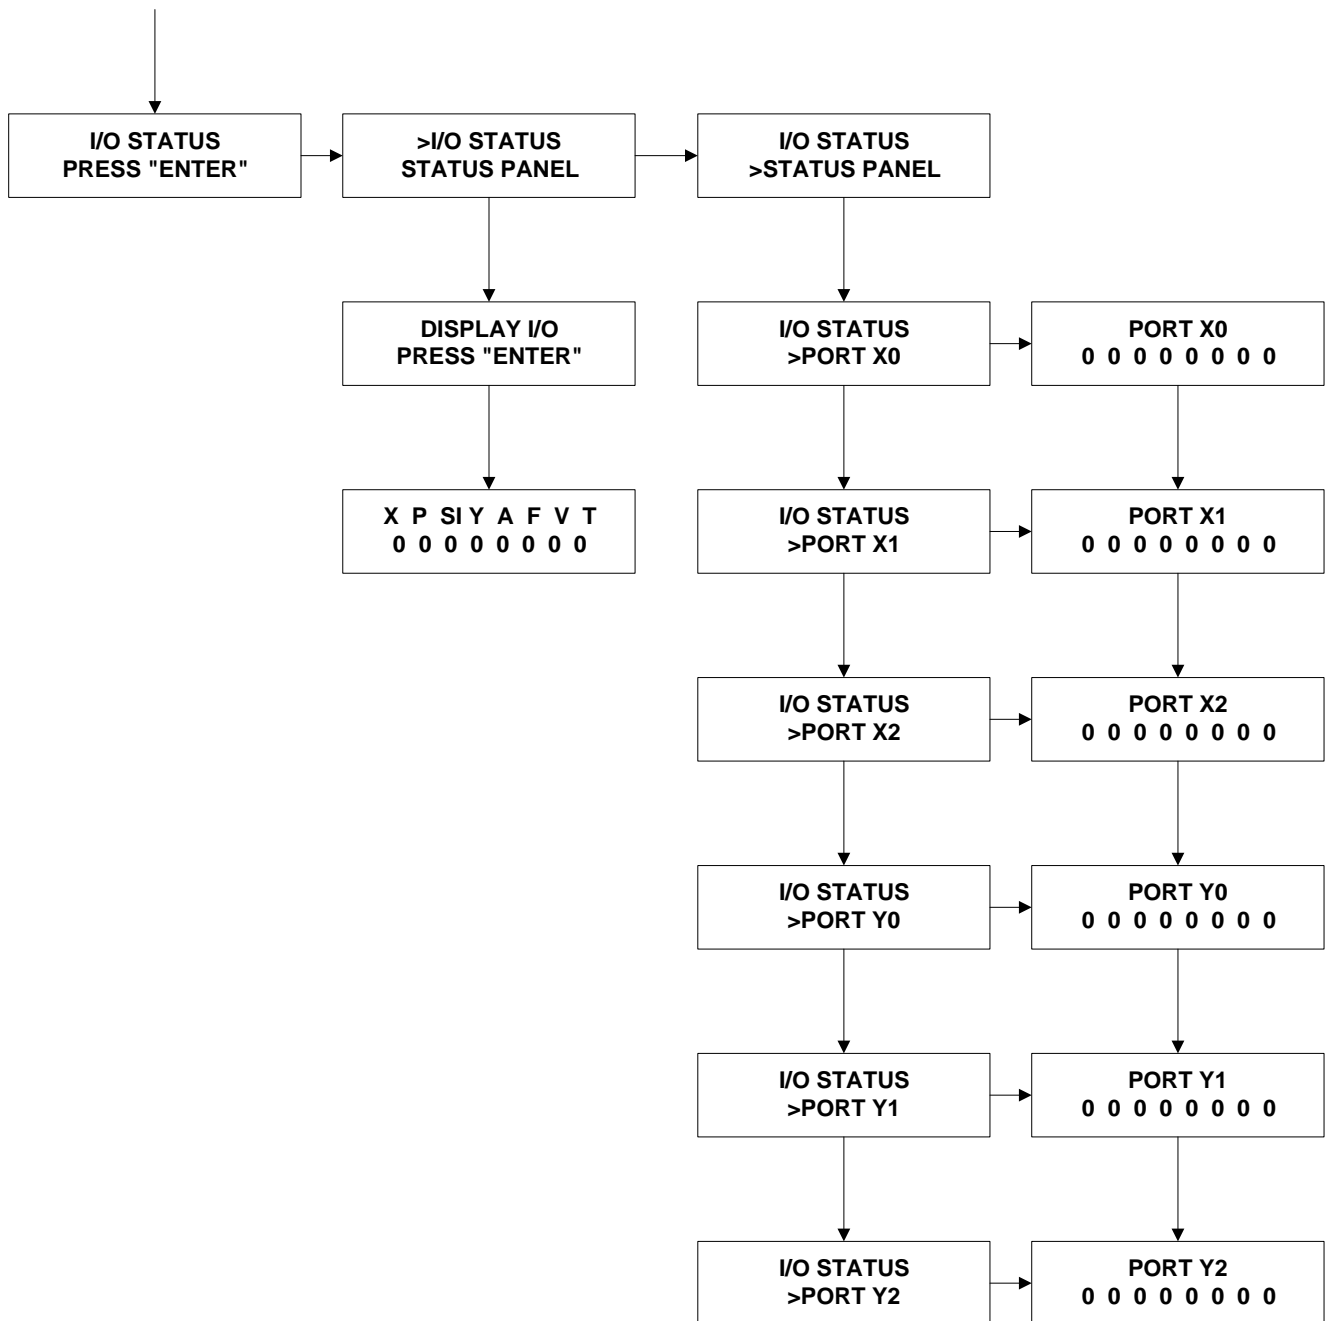 I/O STATUS
PRESS "ENTER"
>I/O STATUS
STATUS PANEL
I/O STATUS
>STATUS PANEL
DISPLAY I/O
PRESS "ENTER"
I/O STATUS
>PORT X0
PORT X0
0 0 0 0 0 0 0 0
X P SI Y A F V T
0 0 0 0 0 0 0 0
I/O STATUS
>PORT X1
PORT X1
0 0 0 0 0 0 0 0
I/O STATUS
>PORT X2
PORT X2
0 0 0 0 0 0 0 0
I/O STATUS
>PORT Y0
PORT Y0
0 0 0 0 0 0 0 0
I/O STATUS
>PORT Y1
PORT Y1
0 0 0 0 0 0 0 0
I/O STATUS
>PORT Y2
PORT Y2
0 0 0 0 0 0 0 0